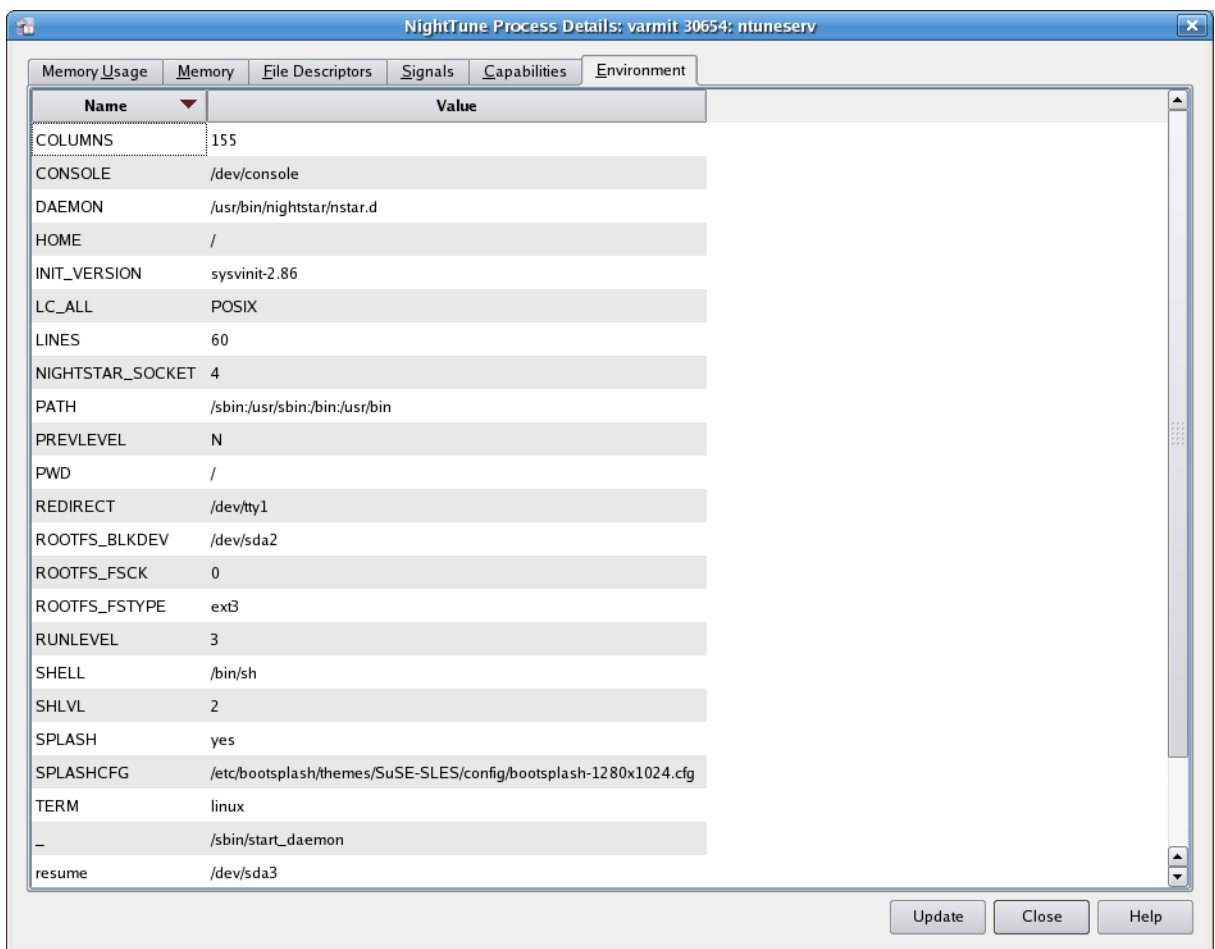 NightTune Process Details: varmit 30654: ntuneserv
Memory Usage Memory File Descriptors Signals Capabilities Environment
Name Value
COLUMNS 155
CONSOLE /dev/console
DAEMON /usr/bin/nightstar/nstar.d
HOME /
INIT_VERSION sysvinit-2.86
LC_ALL POSIX
LINES 60
NIGHTSTAR_SOCKET 4
PATH /sbin:/usr/sbin:/bin:/usr/bin
PREVLEVEL N
PWD /
REDIRECT /dev/tty1
ROOTFS_BLKDEV /dev/sda2
ROOTFS_FSCK 0
ROOTFS_FSTYPE ext3
RUNLEVEL 3
SHELL /bin/sh
SHLVL 2
SPLASH yes
SPLASHCFG /etc/bootsplash/themes/SuSE-SLES/config/bootsplash-1280x1024.cfg
TERM linux
_ /sbin/start_daemon
resume /dev/sda3
Update Close Help